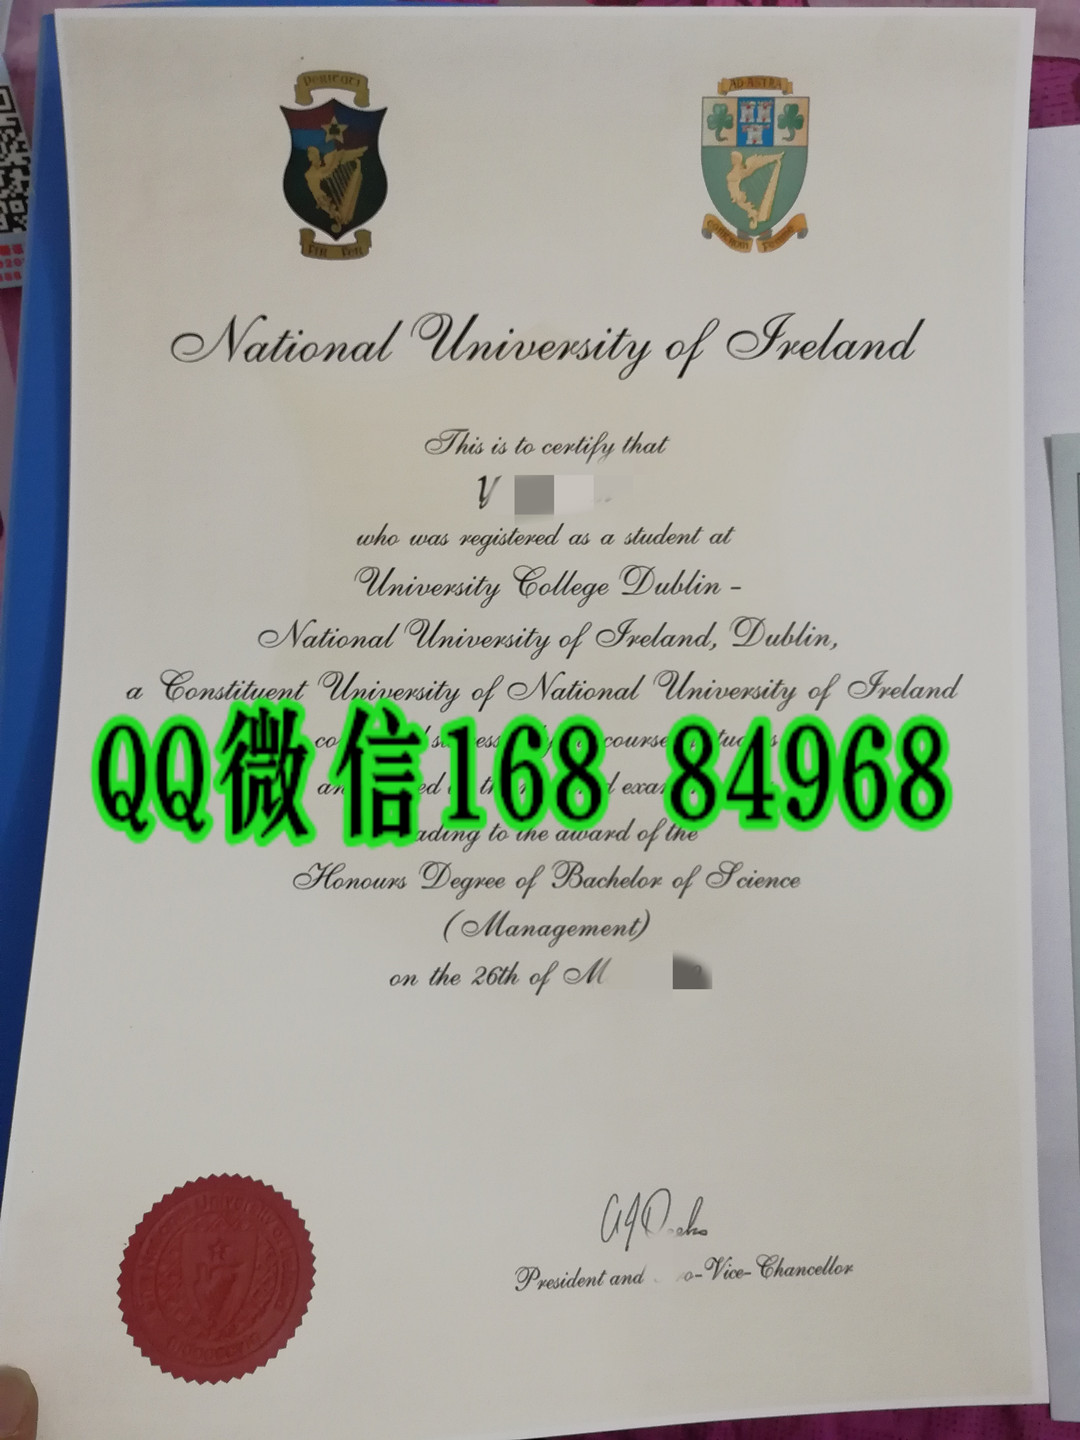 AD ASTRA
National University of Ireland
This is to certify that
who was registered as a student at
University College Dublin -
National University of Ireland, Dublin,
a Constituent University of National University of Ireland
course
QQ微信168 84968
to the award of the
Honours Degree of Bachelor of Science
(Management)
on the 26th of
President and -Vice-Chancellor